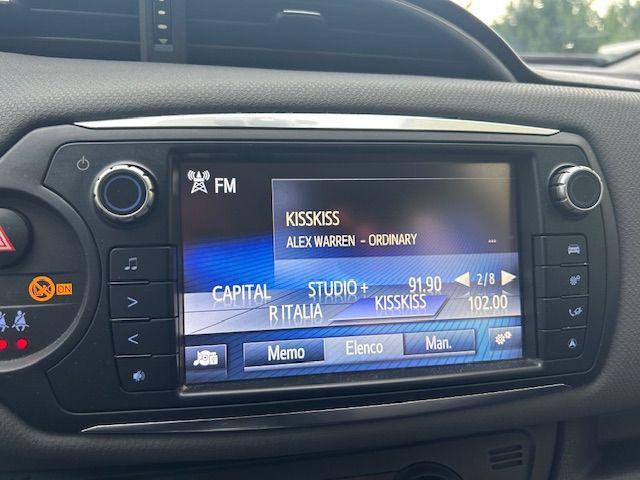 FM
KISSKISS
ALEX WARREN - ORDINARY ...
CAPITAL STUDIO + 91.90 2/8
R ITALIA KISSKISS 102.00
Memo Elenco Man.
ON